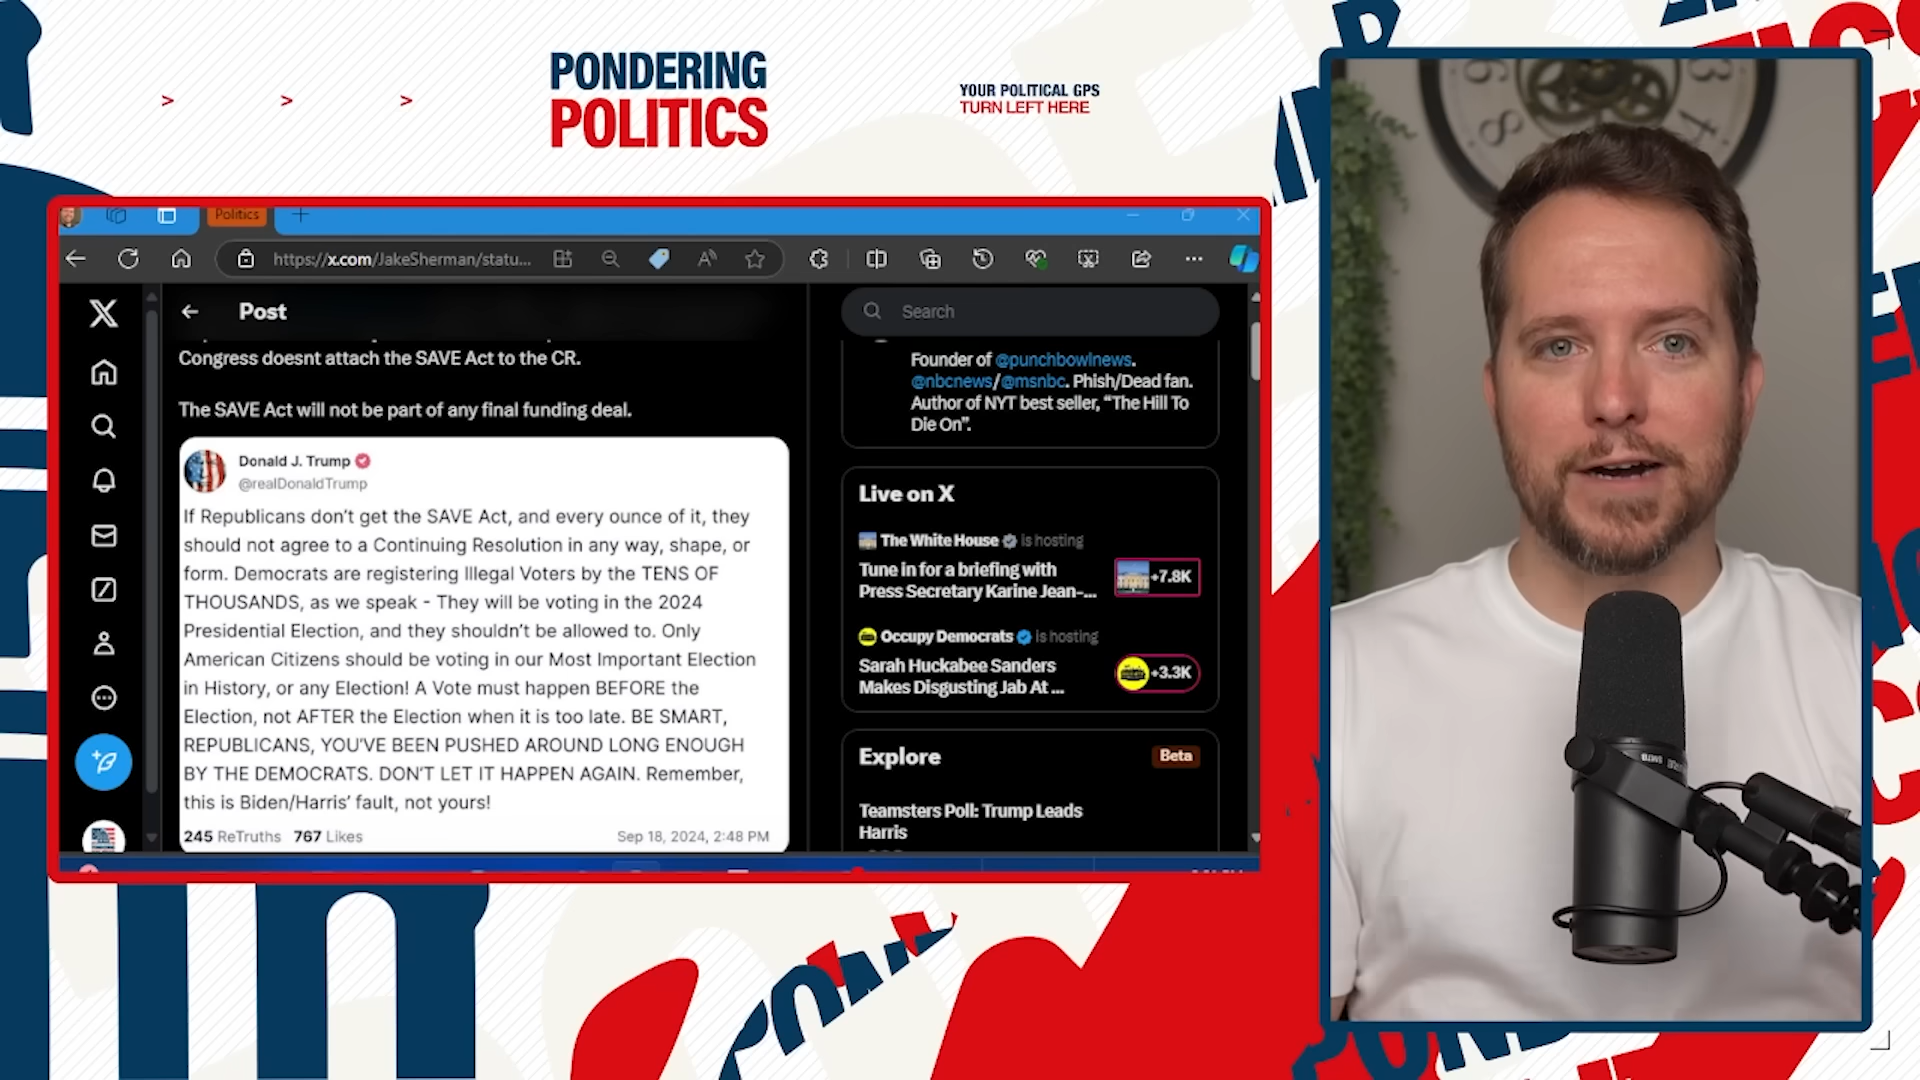 PONDERING
POLITICS
YOUR POLITICAL GPS
TURN LEFT HERE
Politics
https://x.com/JakeSherman/statu...
Post
Search
Congress doesnt attach the SAVE Act to the CR.
The SAVE Act will not be part of any final funding deal.
Donald J. Trump
@realDonaldTrump
If Republicans don't get the SAVE Act, and every ounce of it, they
should not agree to a Continuing Resolution in any way, shape, or
form. Democrats are registering Illegal Voters by the TENS OF
THOUSANDS, as we speak - They will be voting in the 2024
Presidential Election, and they shouldn't be allowed to. Only
American Citizens should be voting in our Most Important Election
in History, or any Election! A Vote must happen BEFORE the
Election, not AFTER the Election when it is too late. BE SMART,
REPUBLICANS, YOU'VE BEEN PUSHED AROUND LONG ENOUGH
BY THE DEMOCRATS. DON'T LET IT HAPPEN AGAIN. Remember,
this is Biden/Harris' fault, not yours!
245 ReTruths 767 Likes
Sep 18, 2024, 2:48 PM
Founder of @punchbowlnews.
@nbcnews/@msnbc. Phish/Dead fan.
Author of NYT best seller, “The Hill To
Die On”.
Live on X
The White House is hosting
Tune in for a briefing with
Press Secretary Karine Jean-...
+7.8K
Occupy Democrats is hosting
Sarah Huckabee Sanders
Makes Disgusting Jab At ...
+3.3K
Explore
Beta
Teamsters Poll: Trump Leads
Harris